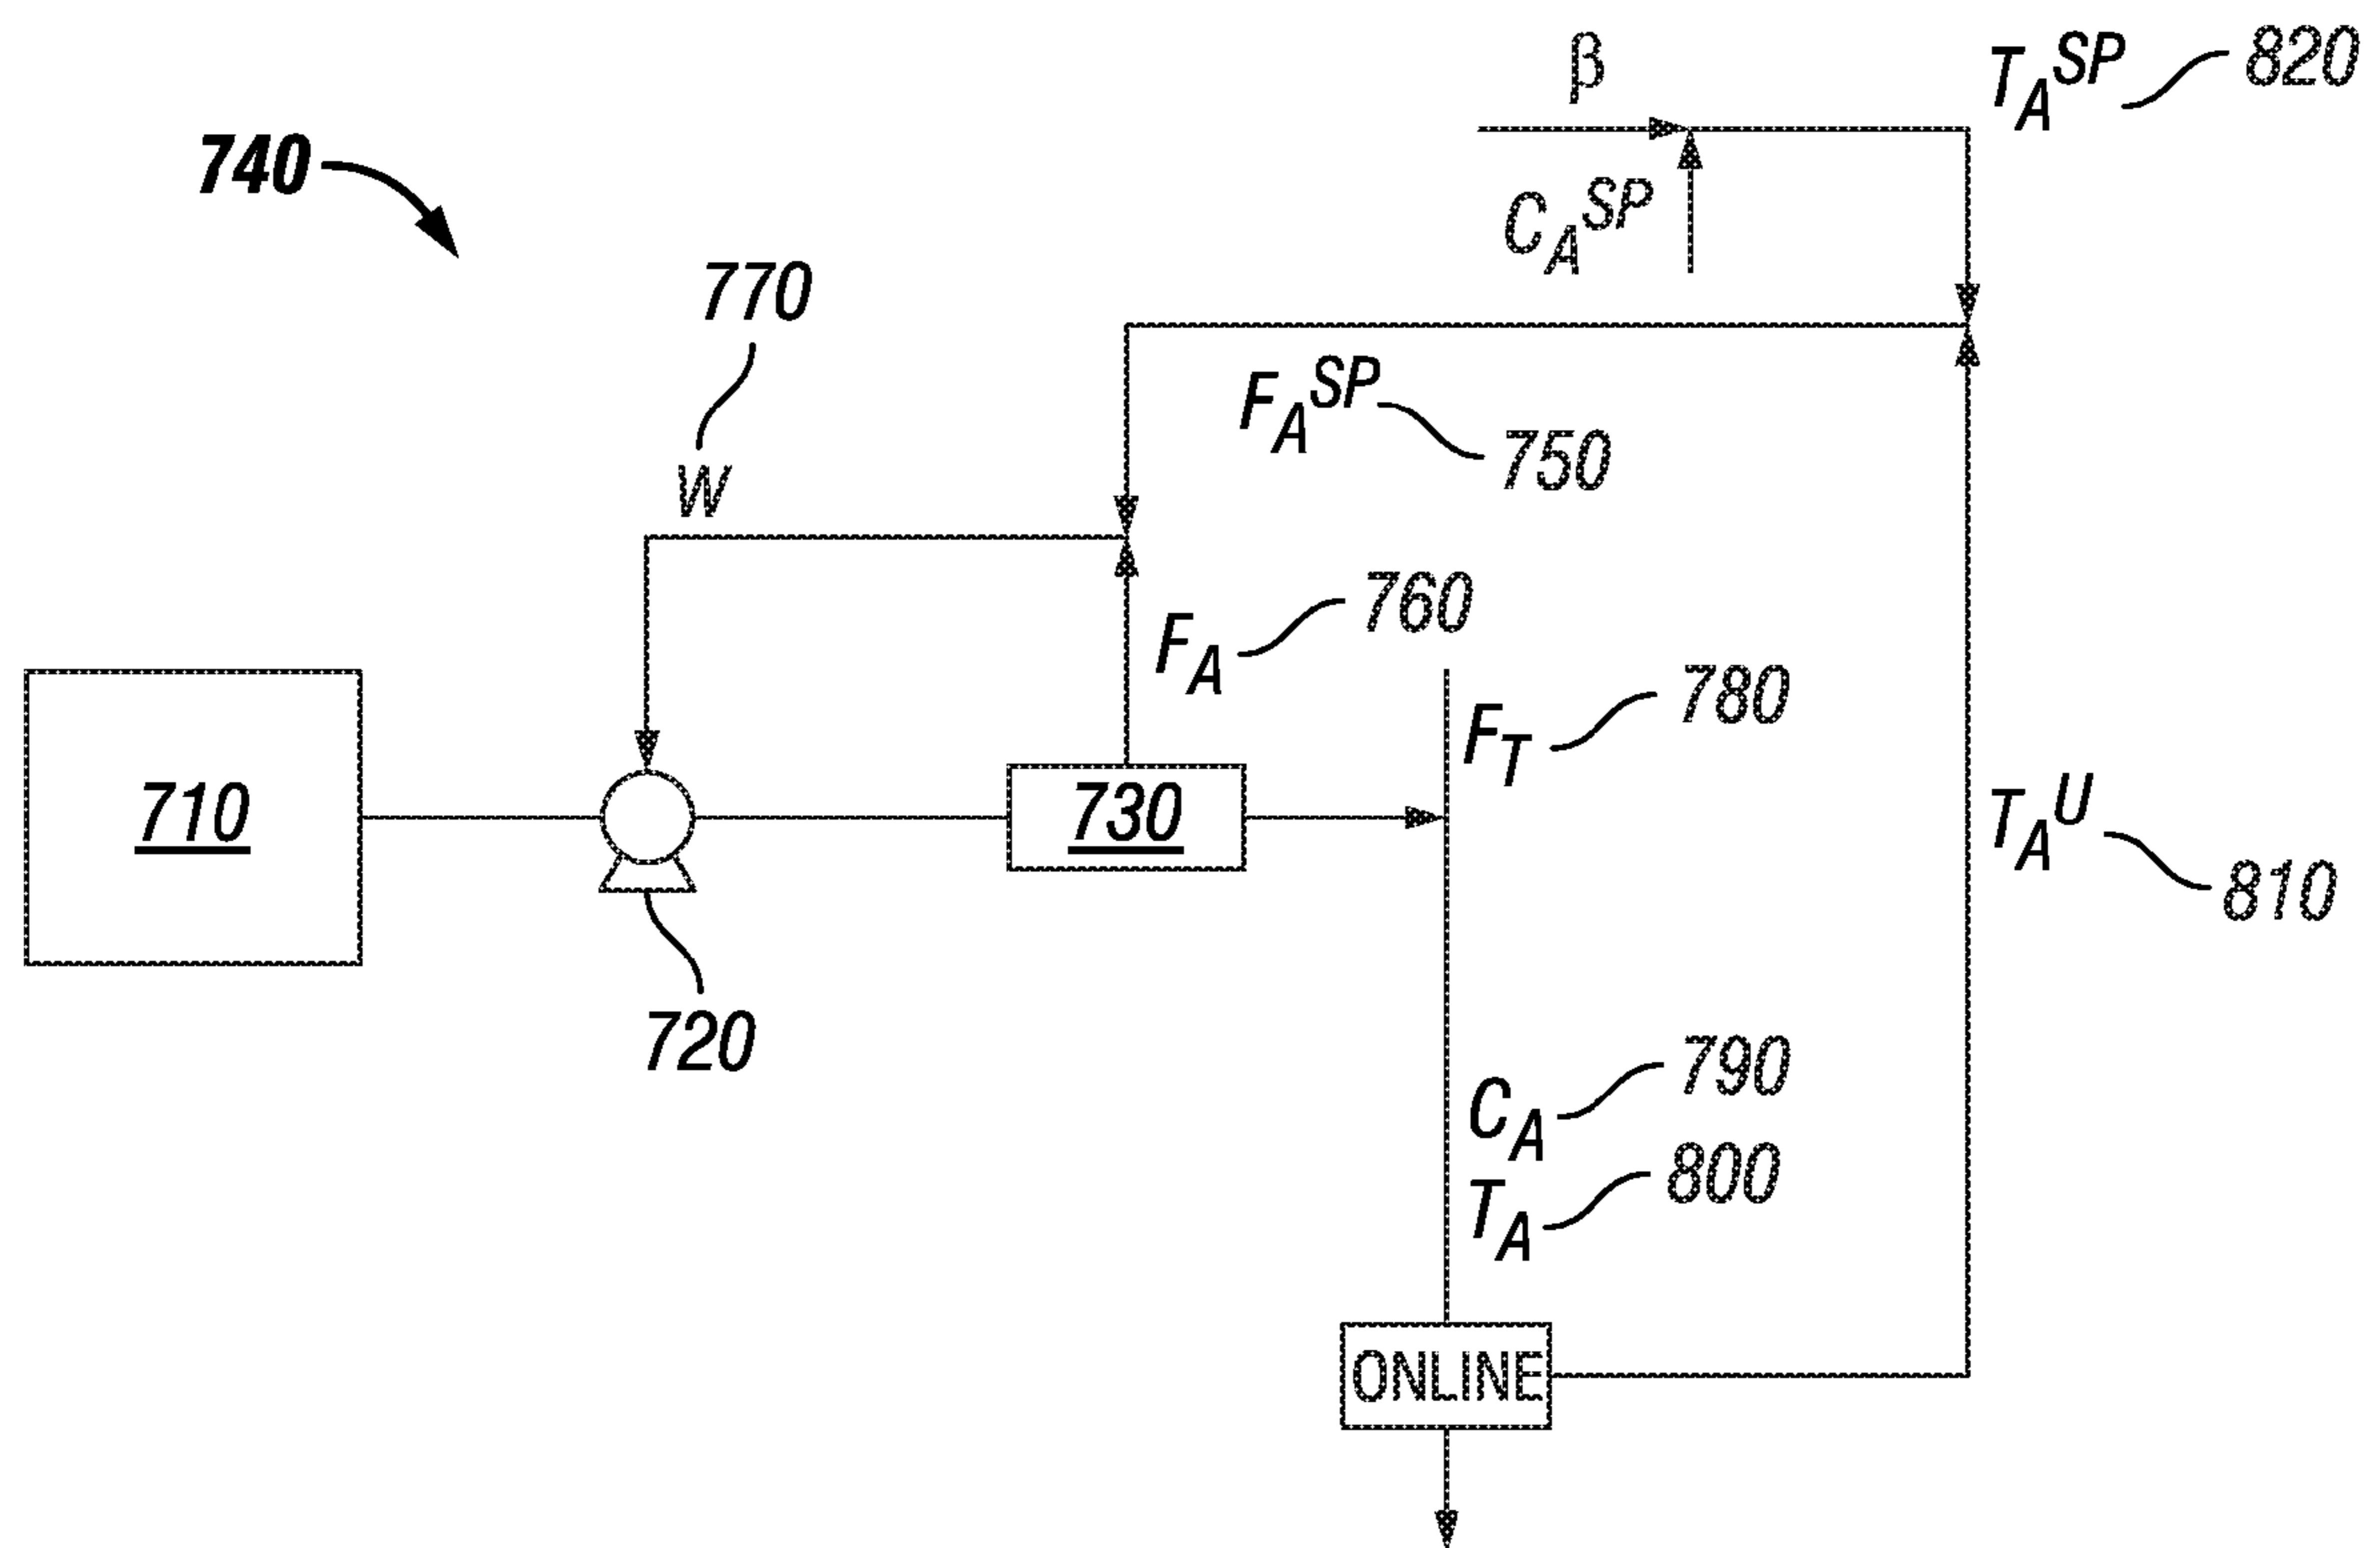 β
T_A^SP 820
740
C_A^SP
770
F_A^SP 750
W
F_A 760
F_T 780
710
730
T_A^U 810
720
C_A 790
T_A 800
ONLINE